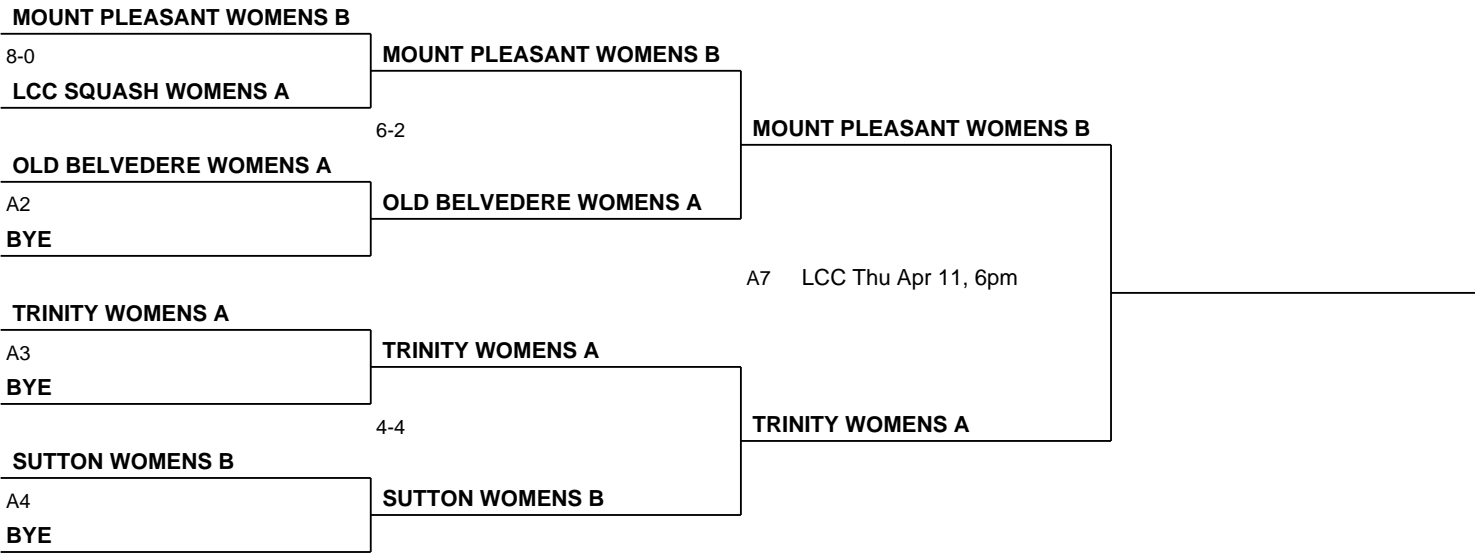 MOUNT PLEASANT WOMENS B
8-0
MOUNT PLEASANT WOMENS B
LCC SQUASH WOMENS A
6-2
MOUNT PLEASANT WOMENS B
OLD BELVEDERE WOMENS A
A2
OLD BELVEDERE WOMENS A
BYE
A7 LCC Thu Apr 11, 6pm
TRINITY WOMENS A
A3
TRINITY WOMENS A
BYE
4-4
TRINITY WOMENS A
SUTTON WOMENS B
A4
SUTTON WOMENS B
BYE